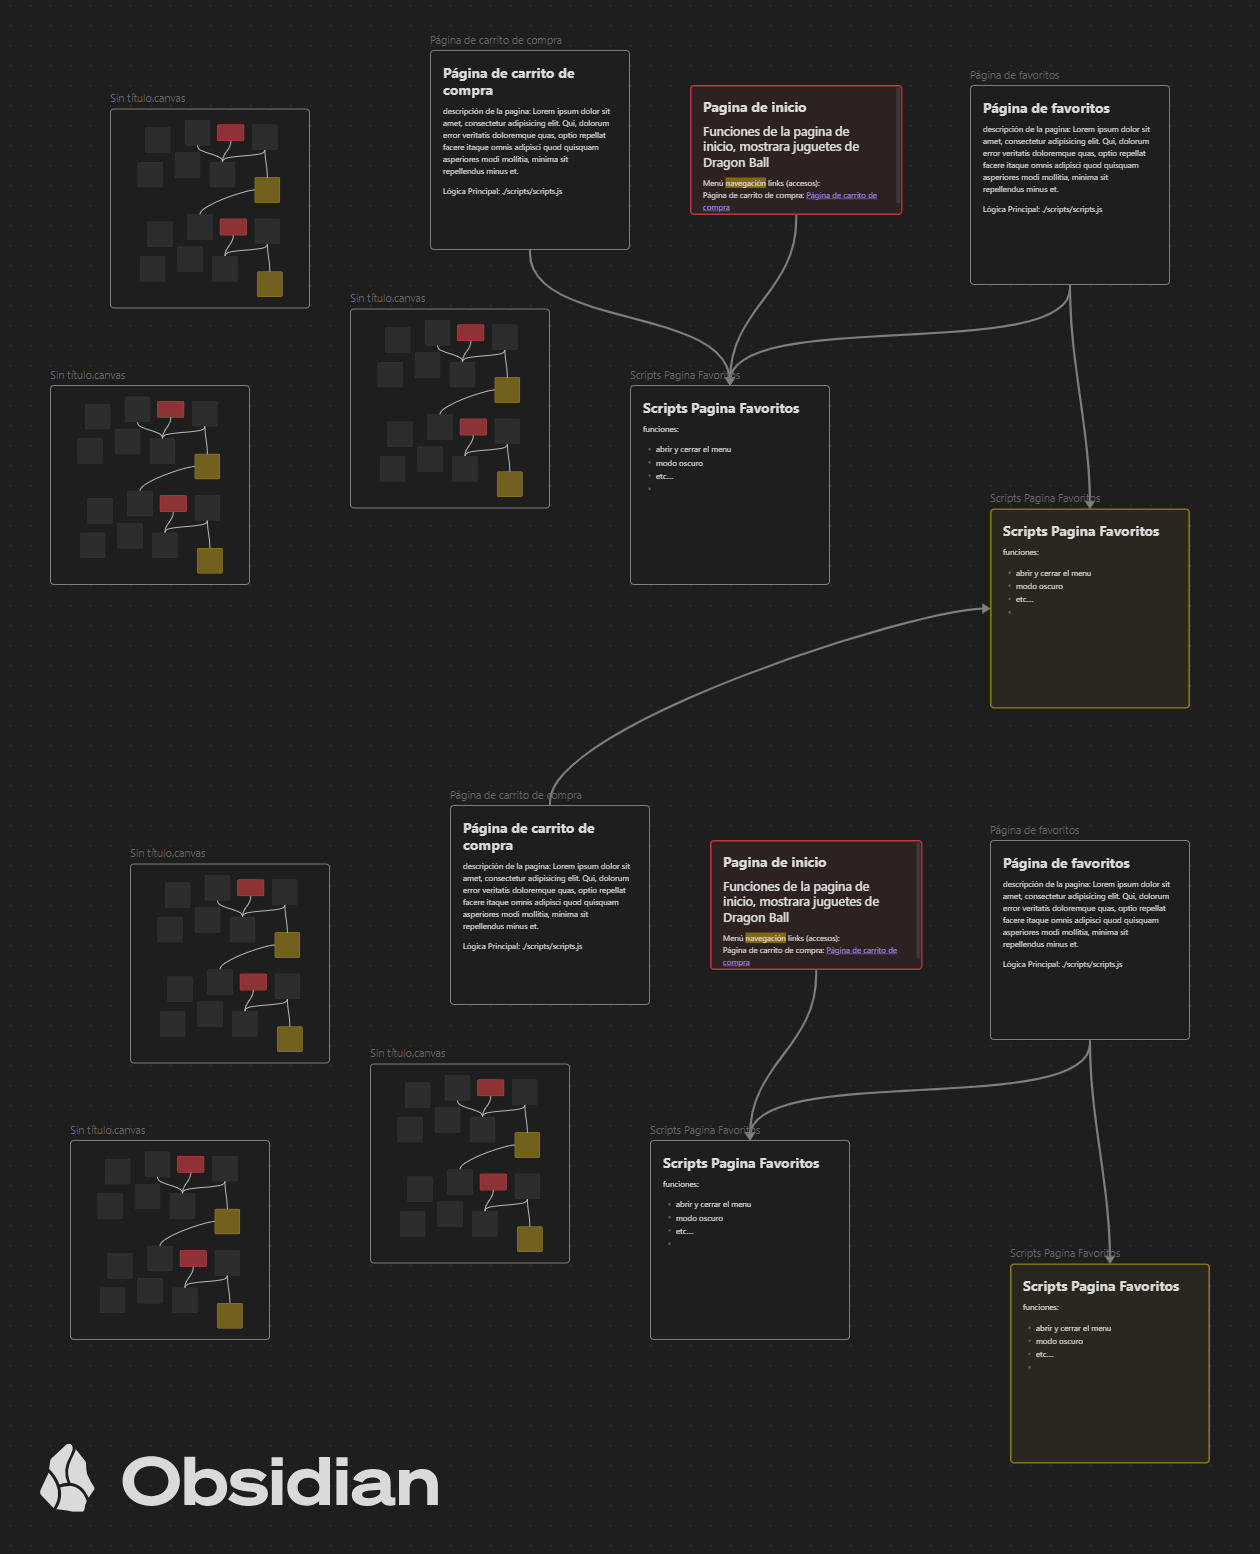 Página de carrito de compra
Página de carrito de
compra
descripción de la pagina: Lorem ipsum dolor sit
amet, consectetur adipisicing elit. Qui, dolorum
error veritatis doloremque quas, optio repellat
facere itaque omnis adipisci quod quisquam
asperiores modi mollitia, minima sit
repellendus minus et.
Lógica Principal: ./scripts/scripts.js
Pagina de inicio
Funciones de la pagina de
inicio, mostrara juguetes de
Dragon Ball
Menú navegación links (accesos):
Página de carrito de compra: Página de carrito de
compra
Página de favoritos
Página de favoritos
descripción de la pagina: Lorem ipsum dolor sit
amet, consectetur adipisicing elit. Qui, dolorum
error veritatis doloremque quas, optio repellat
facere itaque omnis adipisci quod quisquam
asperiores modi mollitia, minima sit
repellendus minus et.
Lógica Principal: ./scripts/scripts.js
Sin título.canvas
Sin título.canvas
Sin título.canvas
Scripts Pagina Favoritos
Scripts Pagina Favoritos
funciones:
abrir y cerrar el menu
modo oscuro
etc....
Scripts Pagina Favoritos
Scripts Pagina Favoritos
funciones:
abrir y cerrar el menu
modo oscuro
etc....
Página de carrito de compra
Página de carrito de
compra
descripción de la pagina: Lorem ipsum dolor sit
amet, consectetur adipisicing elit. Qui, dolorum
error veritatis doloremque quas, optio repellat
facere itaque omnis adipisci quod quisquam
asperiores modi mollitia, minima sit
repellendus minus et.
Lógica Principal: ./scripts/scripts.js
Pagina de inicio
Funciones de la pagina de
inicio, mostrara juguetes de
Dragon Ball
Menú navegación links (accesos):
Página de carrito de compra: Página de carrito de
compra
Página de favoritos
Página de favoritos
descripción de la pagina: Lorem ipsum dolor sit
amet, consectetur adipisicing elit. Qui, dolorum
error veritatis doloremque quas, optio repellat
facere itaque omnis adipisci quod quisquam
asperiores modi mollitia, minima sit
repellendus minus et.
Lógica Principal: ./scripts/scripts.js
Sin título.canvas
Sin título.canvas
Sin título.canvas
Scripts Pagina Favoritos
Scripts Pagina Favoritos
funciones:
abrir y cerrar el menu
modo oscuro
etc....
Scripts Pagina Favoritos
Scripts Pagina Favoritos
funciones:
abrir y cerrar el menu
modo oscuro
etc....
Obsidian